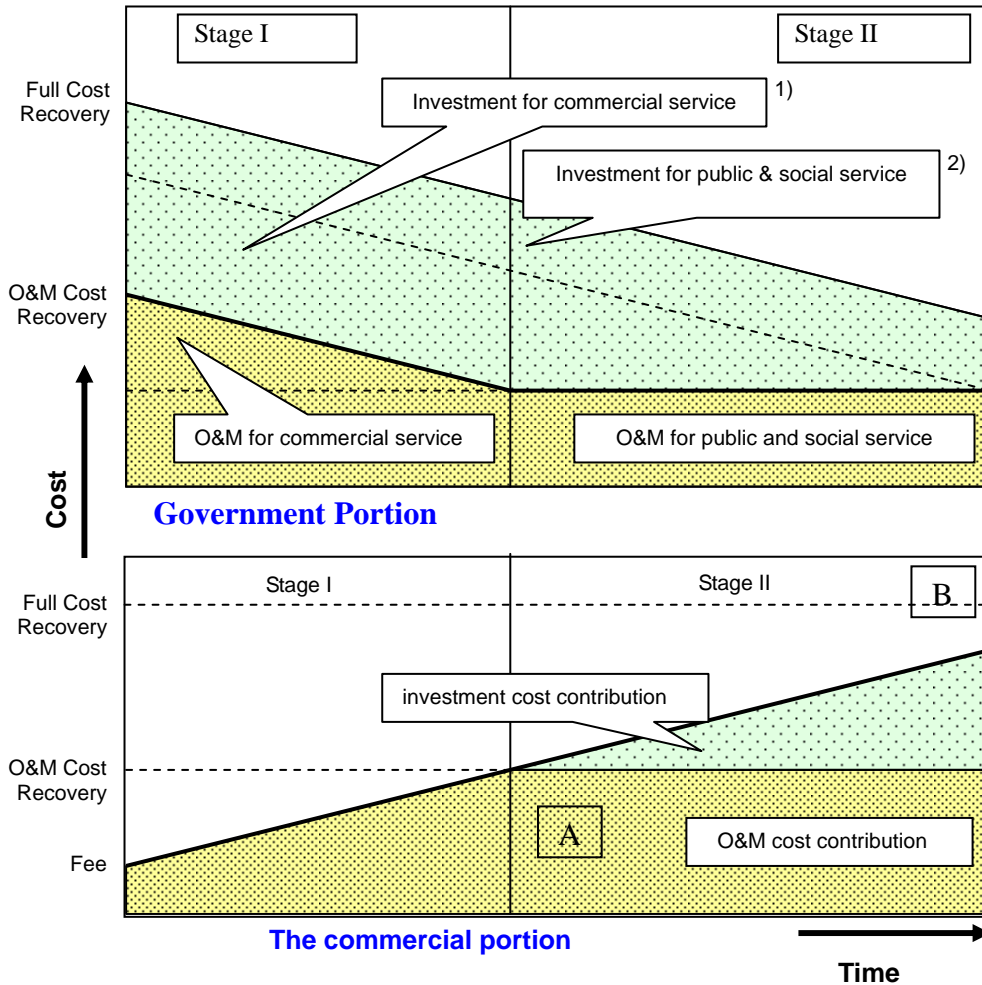 Stage I
Stage II
Full Cost
Recovery
Investment for commercial service
1)
Investment for public & social service
2)
O&M Cost
Recovery
O&M for commercial service
O&M for public and social service
Cost
Government Portion
Stage I
Stage II
B
Full Cost
Recovery
investment cost contribution
O&M Cost
Recovery
A
O&M cost contribution
Fee
The commercial portion
Time